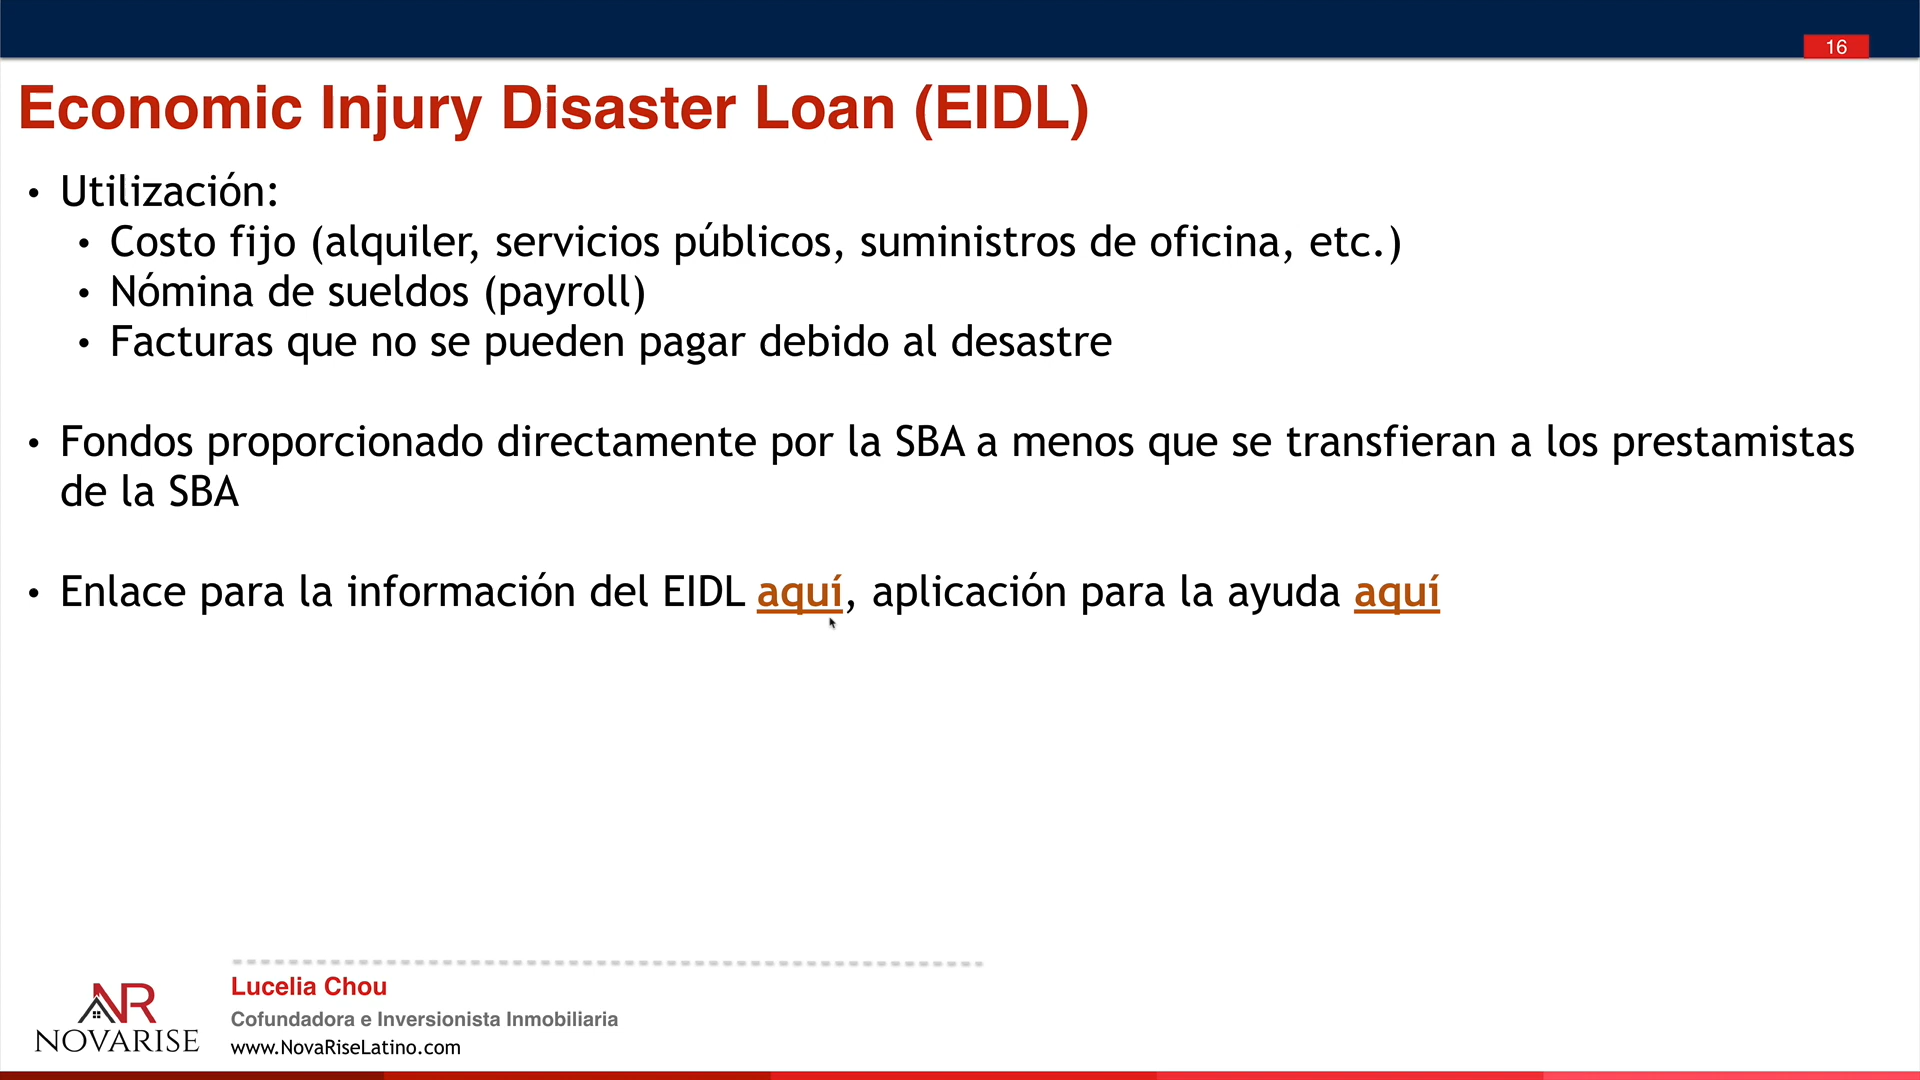 16
Economic Injury Disaster Loan (EIDL)
• Utilización:
• Costo fijo (alquiler, servicios públicos, suministros de oficina, etc.)
• Nómina de sueldos (payroll)
• Facturas que no se pueden pagar debido al desastre
• Fondos proporcionado directamente por la SBA a menos que se transfieran a los prestamistas
de la SBA
• Enlace para la información del EIDL aquí, aplicación para la ayuda aquí
NR
NOVARISE
Lucelia Chou
Cofundadora e Inversionista Inmobiliaria
www.NovaRiseLatino.com